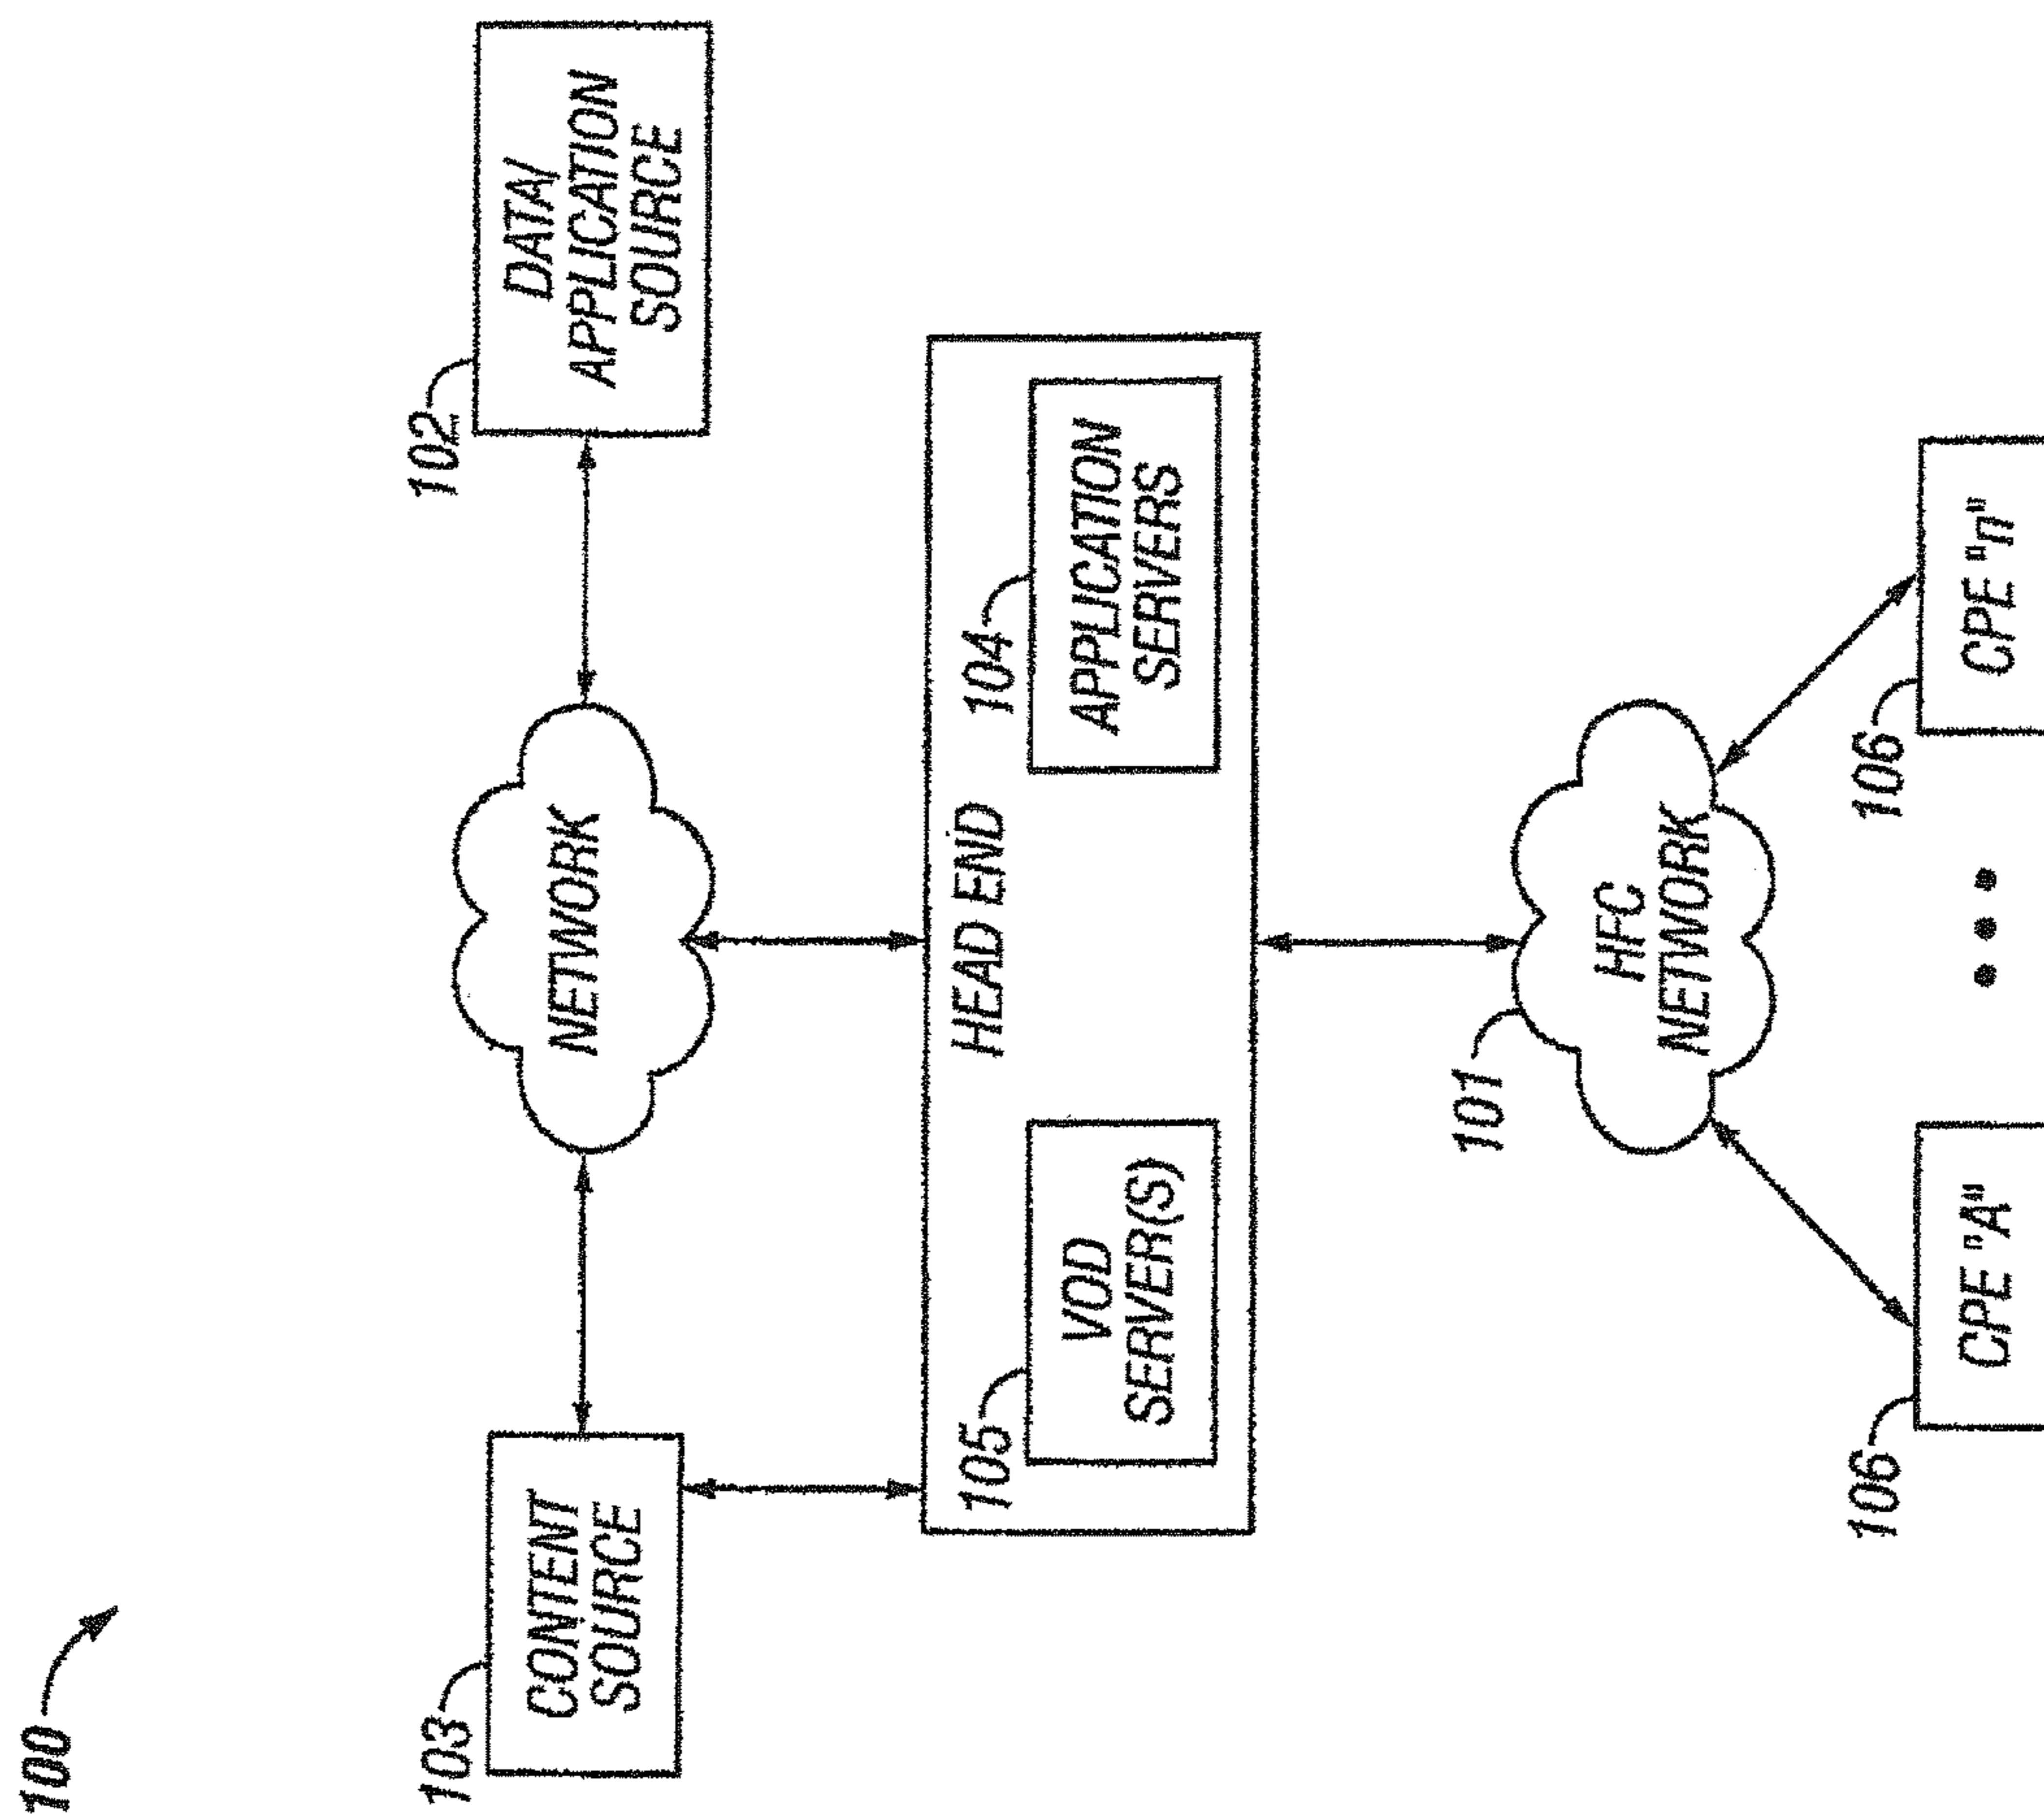 100
103
CONTENT
SOURCE
NETWORK
102
DATA/
APPLICATION
SOURCE
HEAD END
105
VOD
SERVER(S)
104
APPLICATION
SERVERS
101
HFC
NETWORK
106
CPE "A"
106
CPE "n"